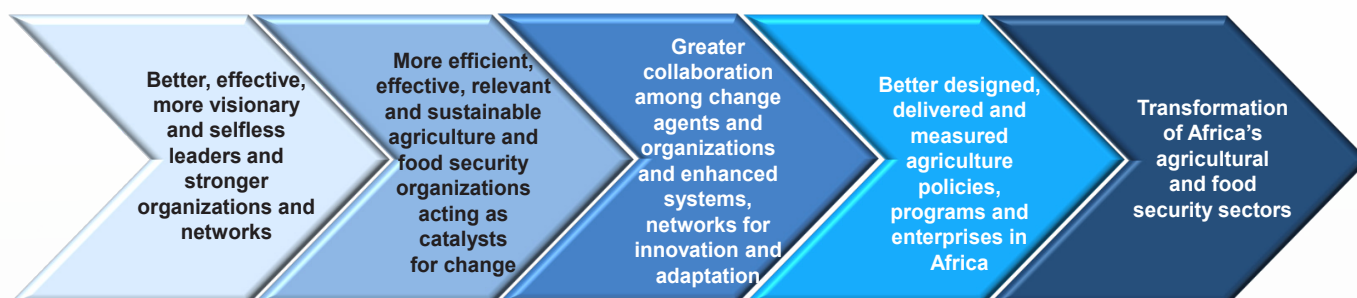 Better, effective,
more visionary
and selfless
leaders and
stronger
organizations and
networks
More efficient,
effective, relevant
and sustainable
agriculture and
food security
organizations
acting as
catalysts
for change
Greater
collaboration
among change
agents and
organizations
and enhanced
systems,
networks for
innovation and
adaptation
Better designed,
delivered and
measured
agriculture
policies,
programs and
enterprises in
Africa
Transformation
of Africa’s
agricultural
and food
security sectors